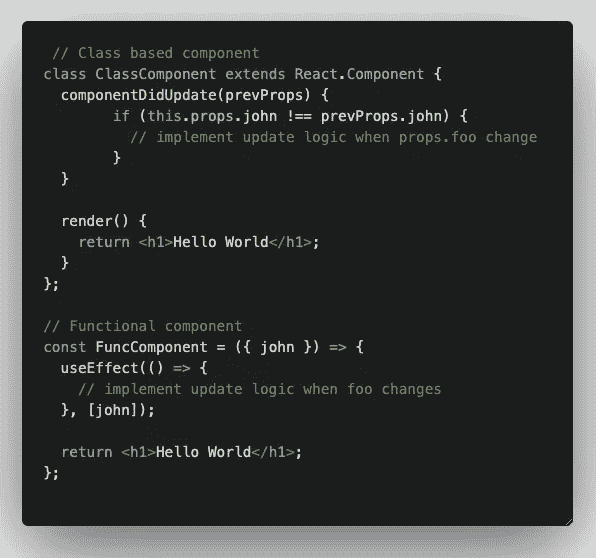 // Class based component
class ClassComponent extends React.Component {
componentDidUpdate(prevProps) {
if (this.props.john !== prevProps.john) {
// implement update logic when props.foo change
}
}
render() {
return <h1>Hello World</h1>;
}
};
// Functional component
const FuncComponent = ({ john }) => {
useEffect(() => {
// implement update logic when foo changes
}, [john]);
return <h1>Hello World</h1>;
};